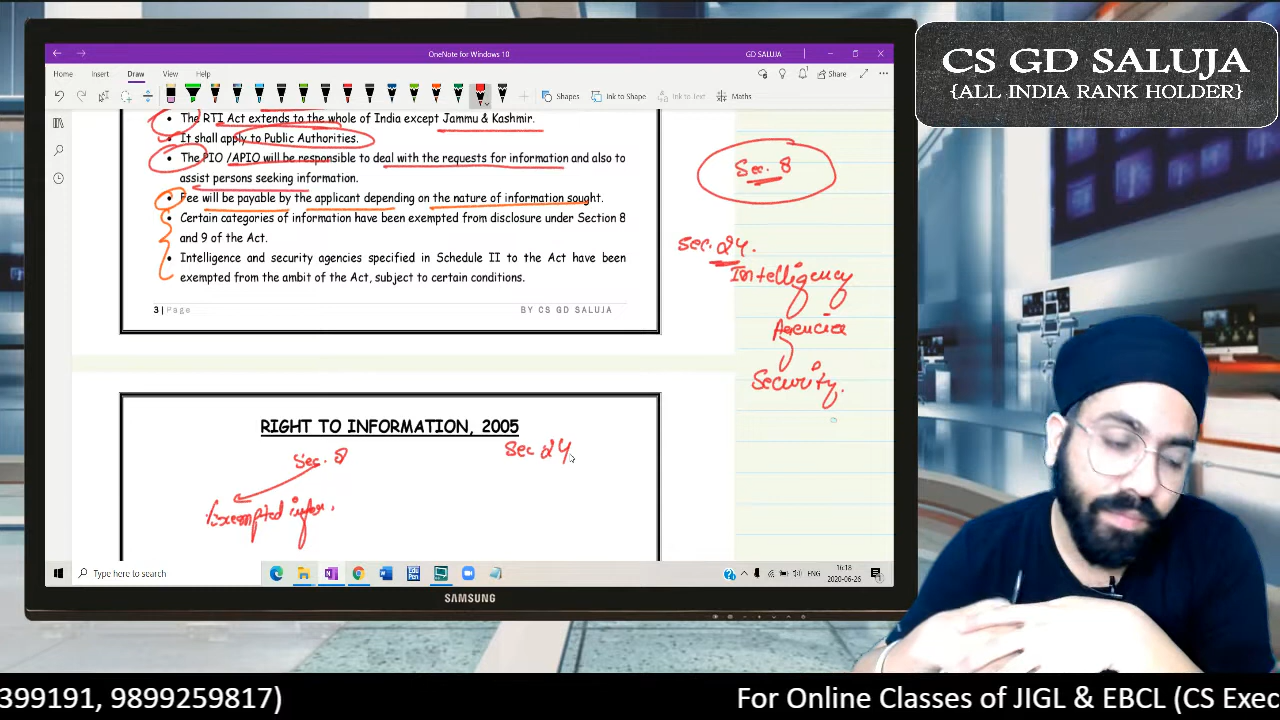 CS GD SALUJA
{ALL INDIA RANK HOLDER}
OneNote for Windows 10
GD SALUJA
Home Insert Draw View Help
Share
Shapes Ink to Shape Ink to Text Maths
• The RTI Act extends to the whole of India except Jammu & Kashmir.
• It shall apply to Public Authorities.
• The PIO /APIO will be responsible to deal with the requests for information and also to
assist persons seeking information.
• Fee will be payable by the applicant depending on the nature of information sought.
• Certain categories of information have been exempted from disclosure under Section 8
and 9 of the Act.
• Intelligence and security agencies specified in Schedule II to the Act have been
exempted from the ambit of the Act, subject to certain conditions.
3 | Page
BY CS GD SALUJA
Sec. 8
Sec. 24.
Intelligency
Agencies
Security.
RIGHT TO INFORMATION, 2005
Sec. 8
Sec 24
Exempted infor.
Type here to search
ENG
16:18
2020-06-26
SAMSUNG
399191, 9899259817)
For Online Classes of JIGL & EBCL (CS Exec